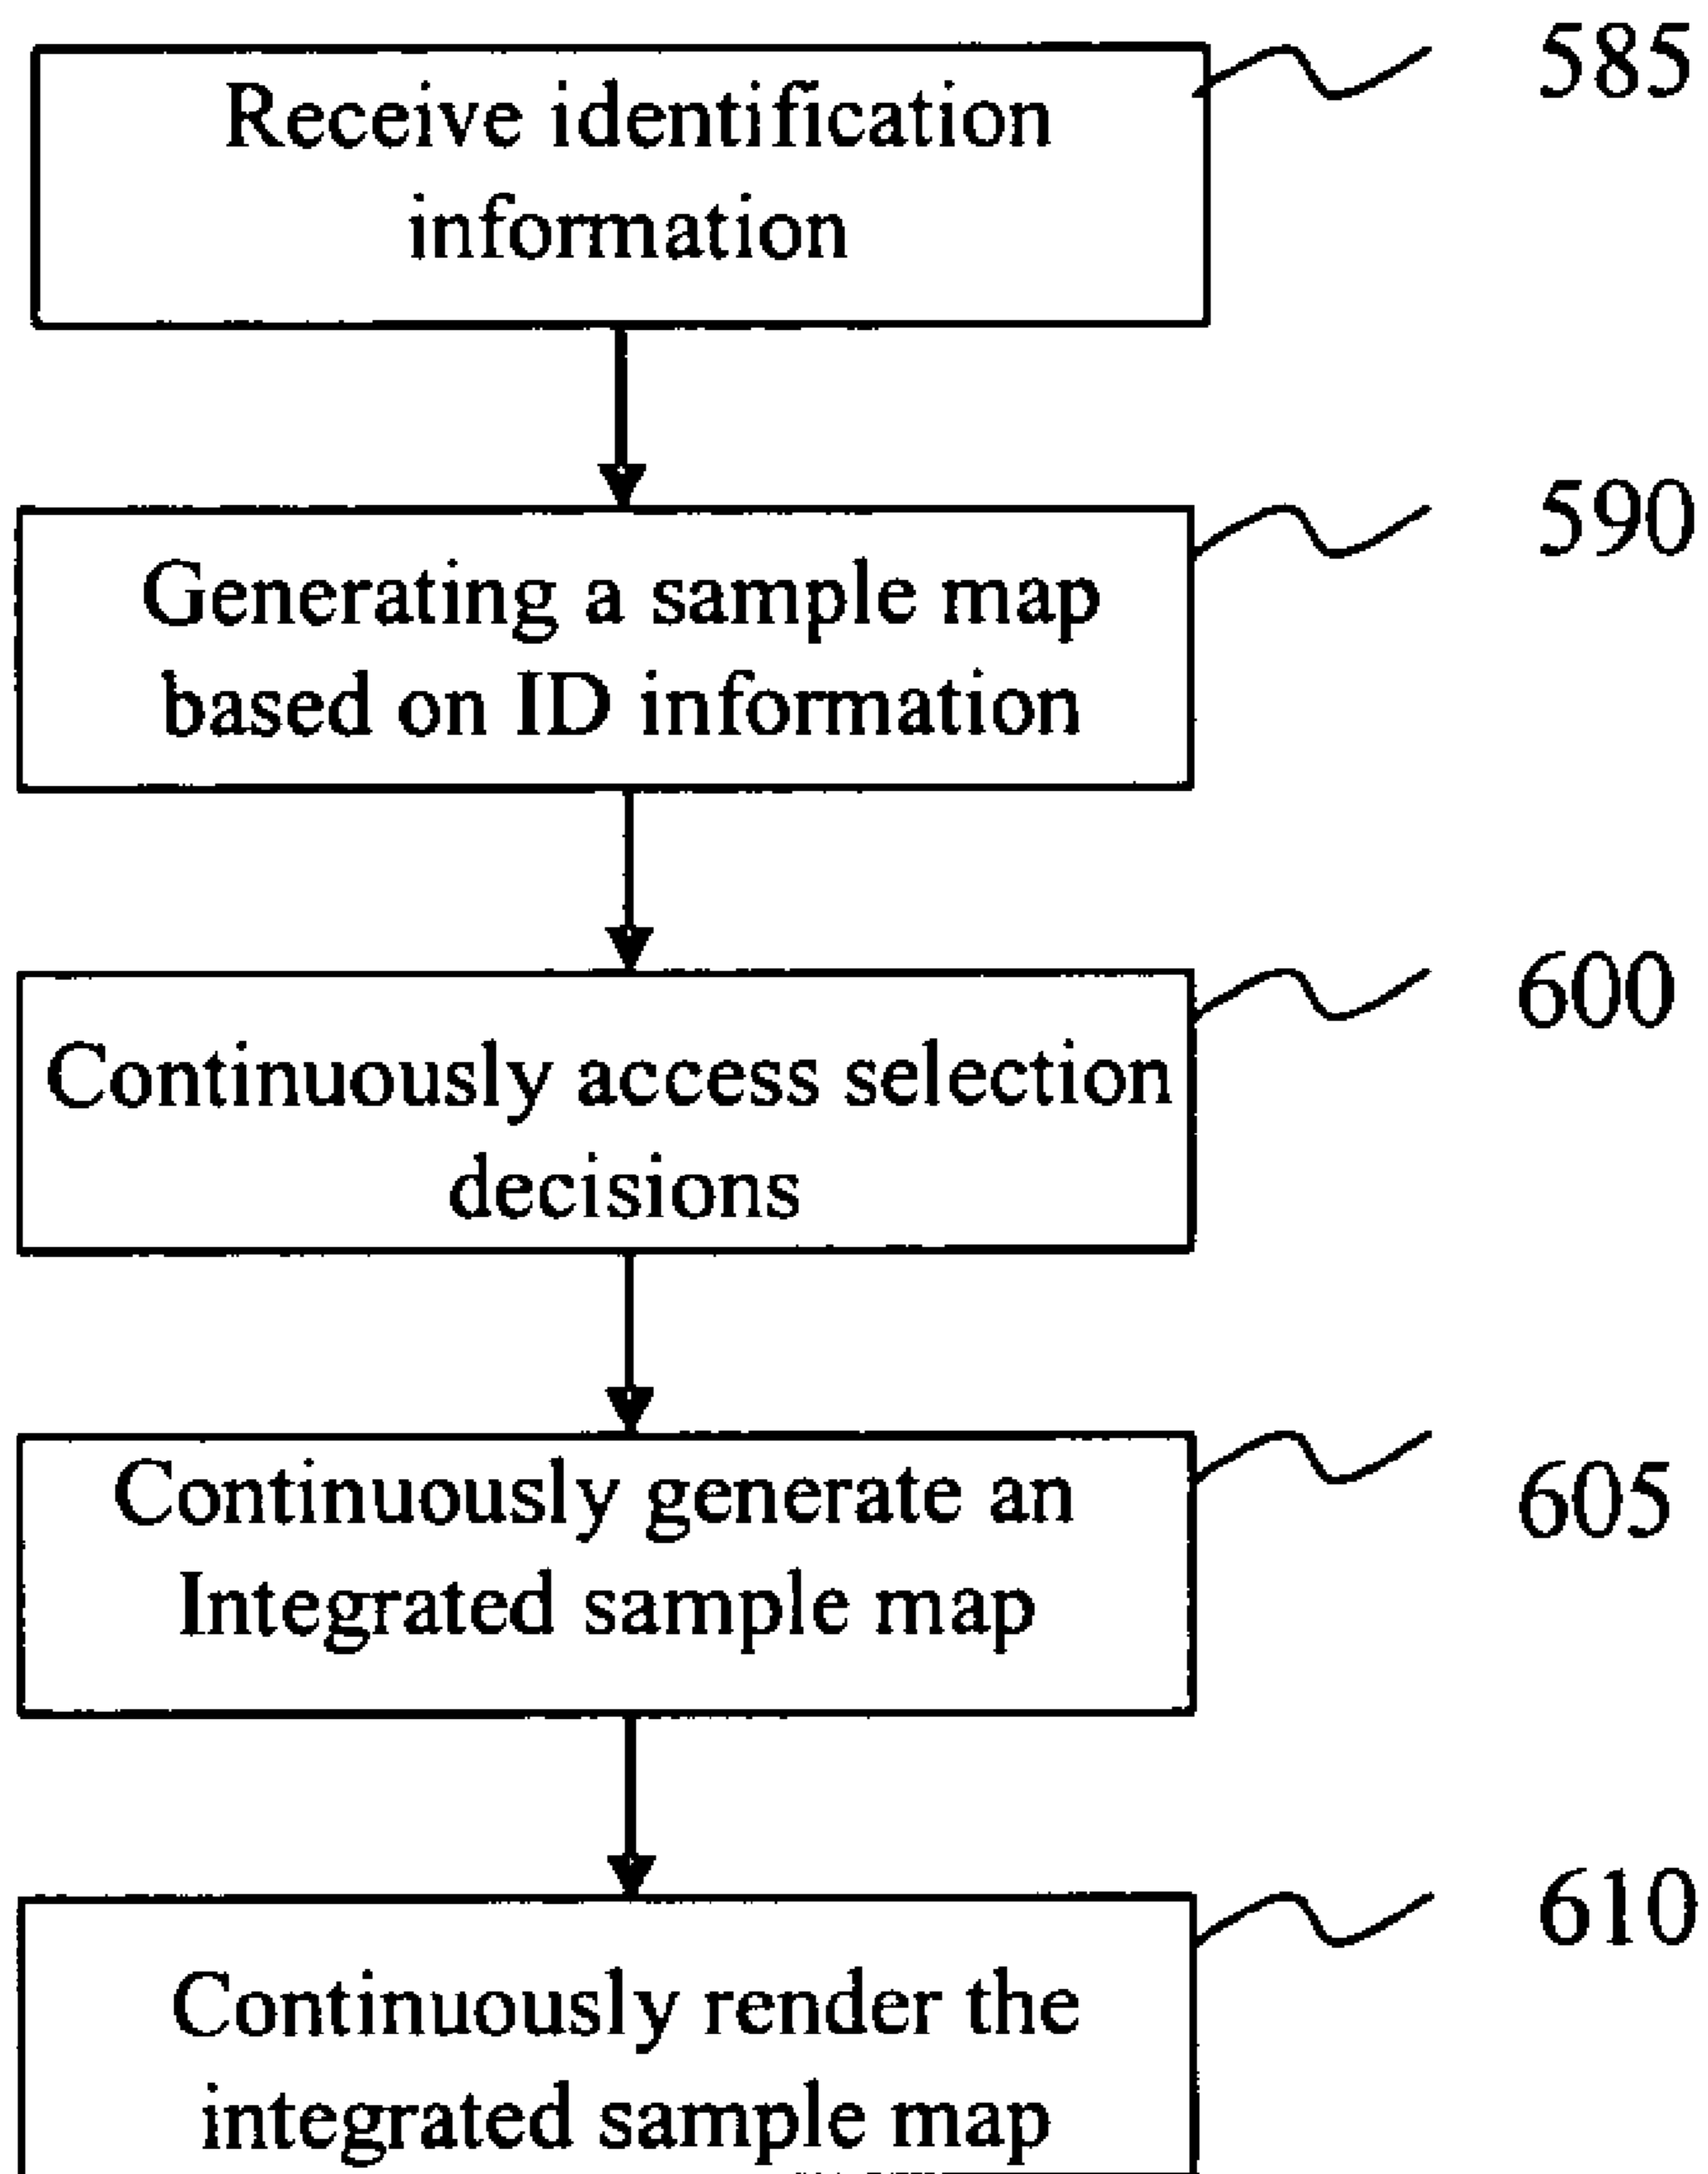 Receive identification
information
585
Generating a sample map
based on ID information
590
Continuously access selection
decisions
600
Continuously generate an
Integrated sample map
605
Continuously render the
integrated sample map
610